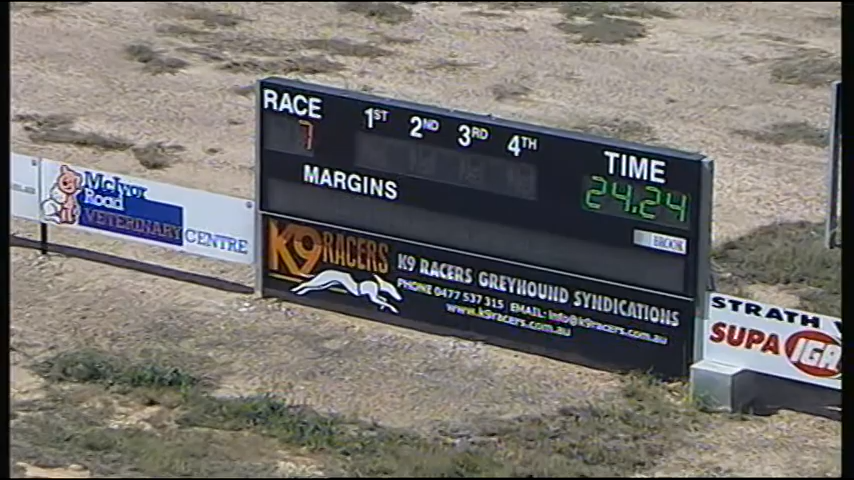 RACE 1ST 2ND 3RD 4TH TIME
7 24.24
MARGINS
BROOK
McIvor
Road
VETERINARY
CENTRE
K9 RACERS
K9 RACERS GREYHOUND SYNDICATIONS
PHONE 0477 537 315 | EMAIL: info@k9racers.com.au
www.k9racers.com.au
STRATH
SUPA IGA